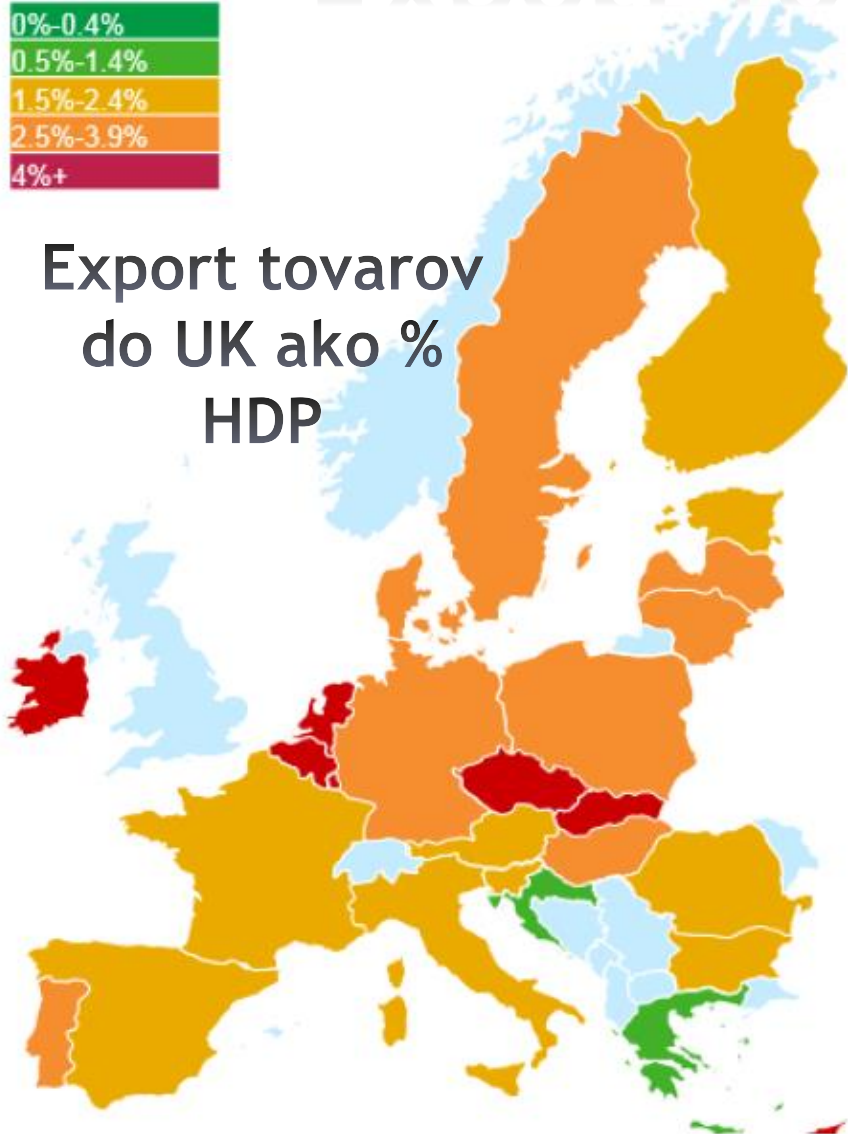 0%-0.4%
0.5%-1.4%
1.5%-2.4%
2.5%-3.9%
4%+
Export tovarov
do UK ako %
HDP